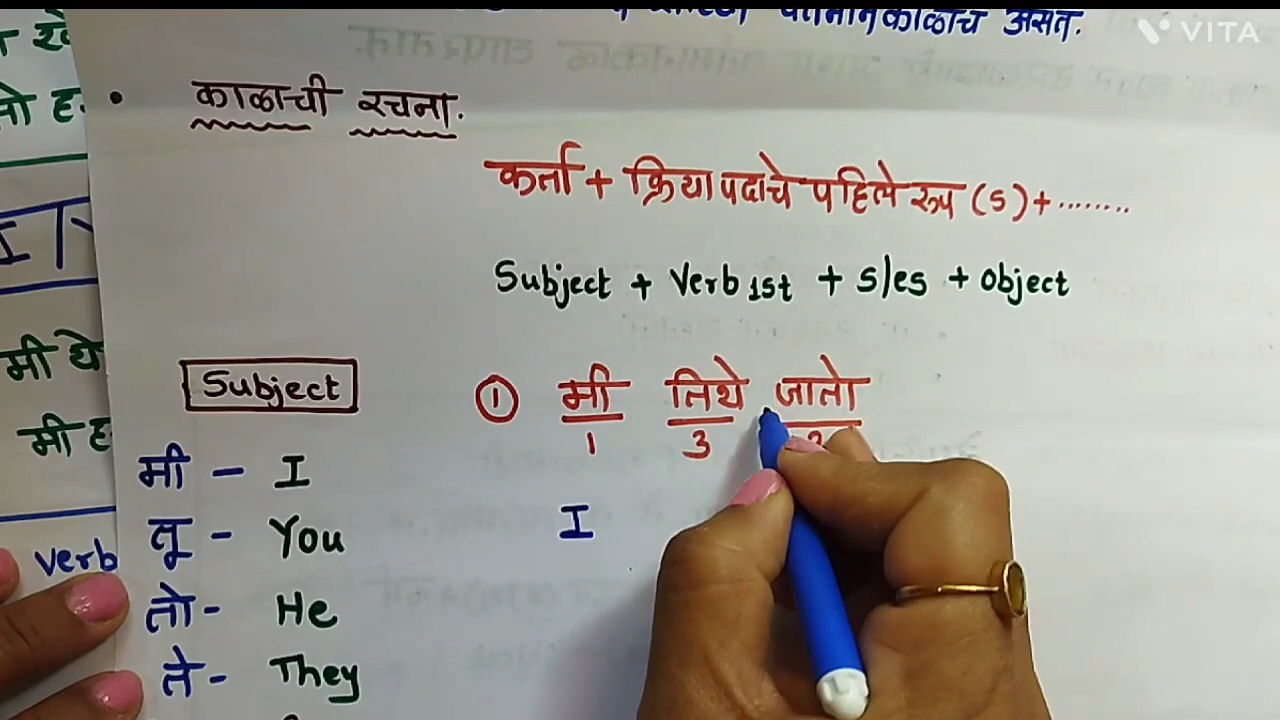 वर्तमानकाळाचे असते.
VITA
• काळाची रचना.
कर्ता + क्रियापदाचे पहिले रूप (s) + ........
Subject + Verb 1st + s/es + object
Subject
① मी तिथे जातो
1 3
मी - I
I
तू - You
तो - He
ते - They
मी थे
मी ह
verb